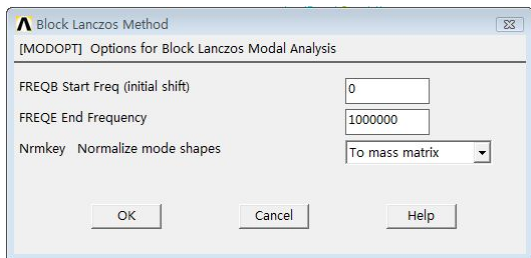 Block Lanczos Method
[MODOPT] Options for Block Lanczos Modal Analysis
FREQB Start Freq (initial shift) 0
FREQE End Frequency 1000000
Nrmkey Normalize mode shapes To mass matrix
OK Cancel Help